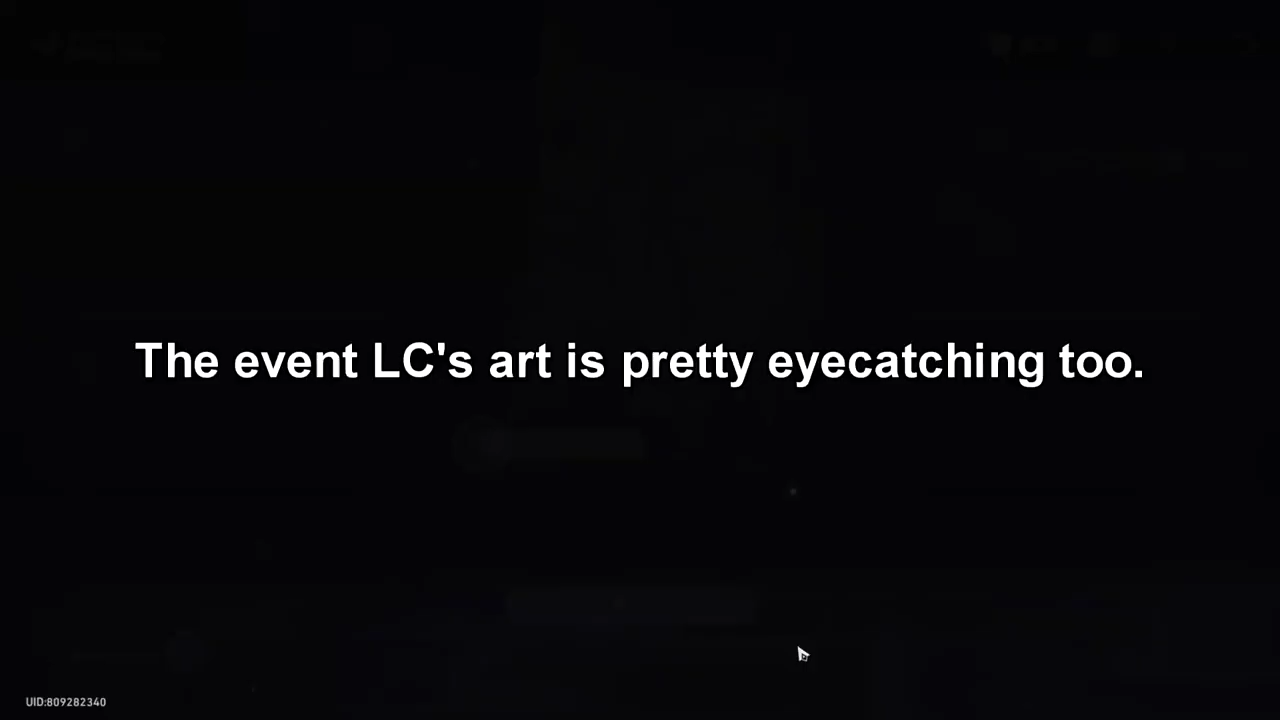 The event LC's art is pretty eyecatching too.
UID:809282340